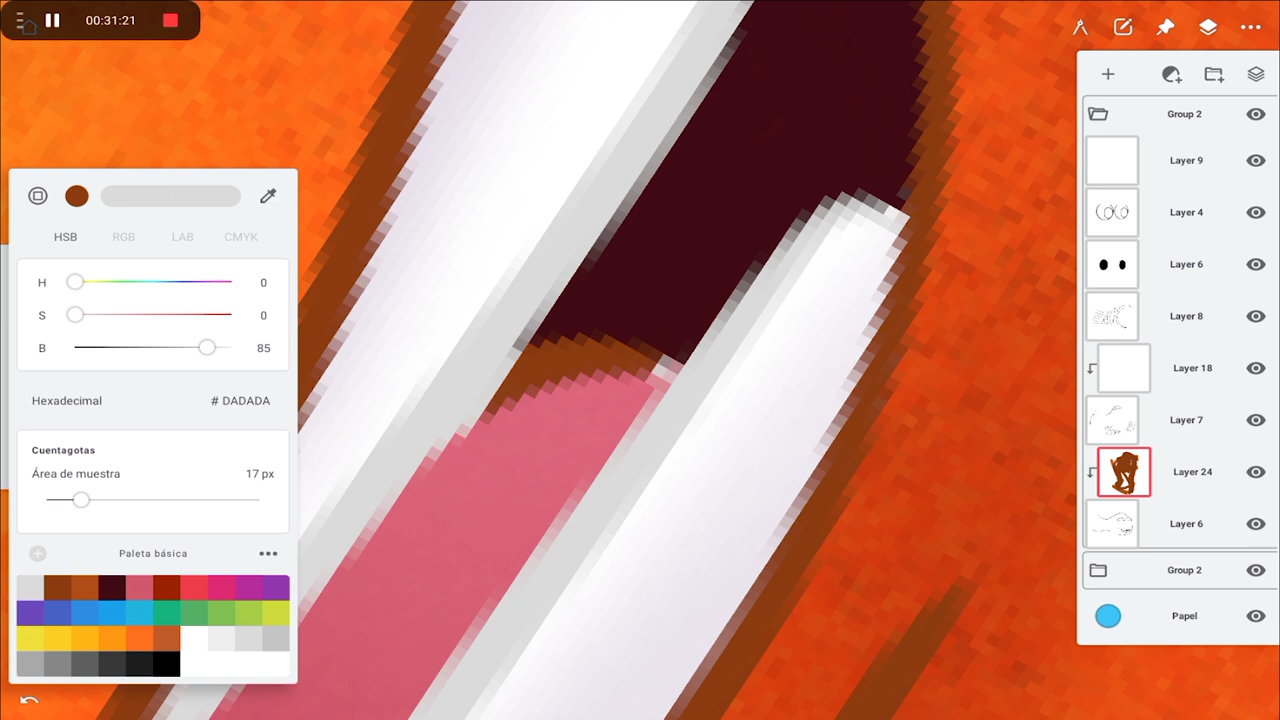 00:31:21
HSB RGB LAB CMYK
H 0
S 0
B 85
Hexadecimal # DADADA
Cuentagotas
Área de muestra 17 px
Paleta básica
Group 2
Layer 9
Layer 4
Layer 6
Layer 8
Layer 18
Layer 7
Layer 24
Layer 6
Group 2
Papel